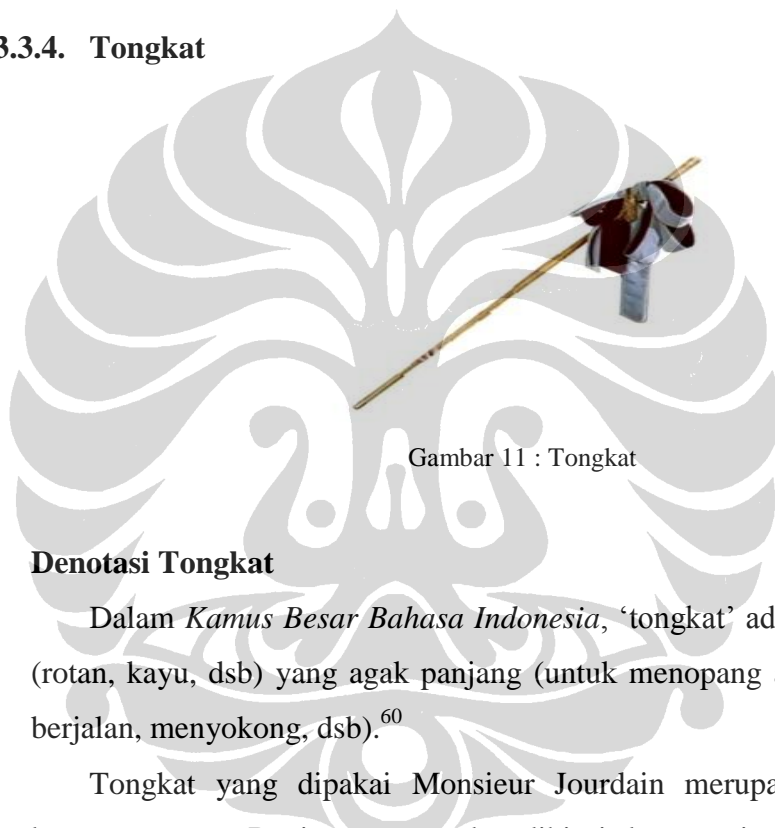 3.3.4. Tongkat
Gambar 11 : Tongkat
Denotasi Tongkat
Dalam Kamus Besar Bahasa Indonesia, ‘tongkat’ ad
(rotan, kayu, dsb) yang agak panjang (untuk menopang
berjalan, menyokong, dsb).60
Tongkat yang dipakai Monsieur Jourdain merupa